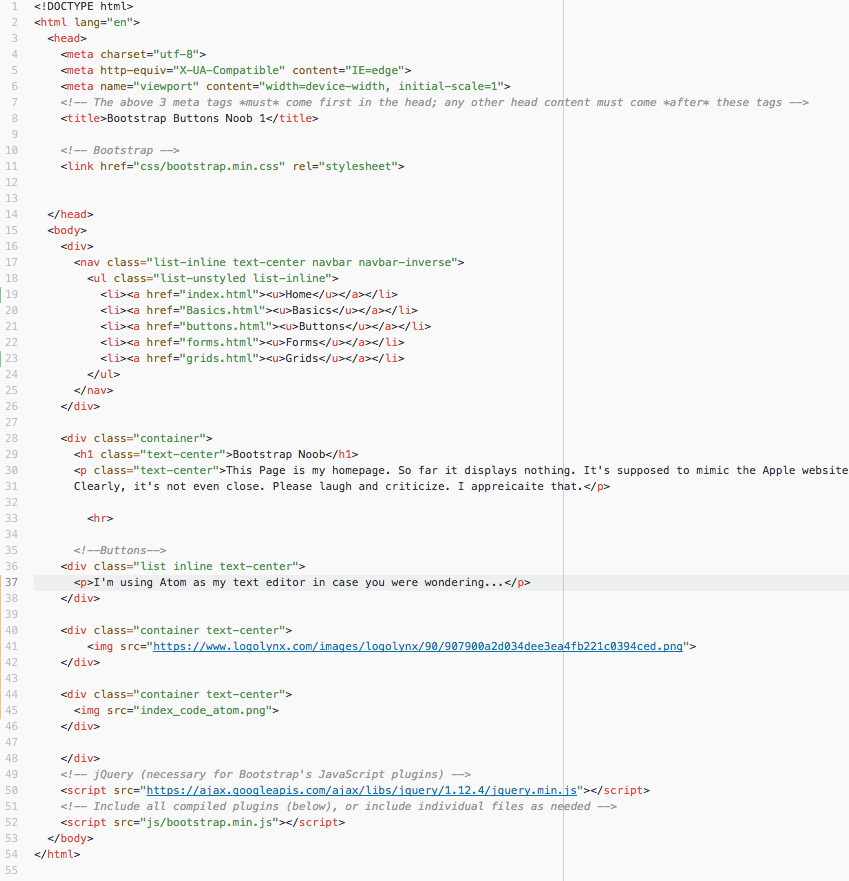 1 <!DOCTYPE html>
2 <html lang="en">
3 <head>
4 <meta charset="utf-8">
5 <meta http-equiv="X-UA-Compatible" content="IE=edge">
6 <meta name="viewport" content="width=device-width, initial-scale=1">
7 <!-- The above 3 meta tags *must* come first in the head; any other head content must come *after* these tags -->
8 <title>Bootstrap Buttons Noob 1</title>
9
10 <!-- Bootstrap -->
11 <link href="css/bootstrap.min.css" rel="stylesheet">
12
13
14 </head>
15 <body>
16 <div>
17 <nav class="list-inline text-center navbar navbar-inverse">
18 <ul class="list-unstyled list-inline">
19 <li><a href="index.html"><u>Home</u></a></li>
20 <li><a href="Basics.html"><u>Basics</u></a></li>
21 <li><a href="buttons.html"><u>Buttons</u></a></li>
22 <li><a href="forms.html"><u>Forms</u></a></li>
23 <li><a href="grids.html"><u>Grids</u></a></li>
24 </ul>
25 </nav>
26 </div>
27
28 <div class="container">
29 <h1 class="text-center">Bootstrap Noob</h1>
30 <p class="text-center">This Page is my homepage. So far it displays nothing. It's supposed to mimic the Apple website
31 Clearly, it's not even close. Please laugh and criticize. I appreicaite that.</p>
32
33 <hr>
34
35 <!--Buttons-->
36 <div class="list inline text-center">
37 <p>I'm using Atom as my text editor in case you were wondering...</p>
38 </div>
39
40 <div class="container text-center">
41 <img src="https://www.logolynx.com/images/logolynx/90/907900a2d034dee3ea4fb221c0394ced.png">
42 </div>
43
44 <div class="container text-center">
45 <img src="index_code_atom.png">
46 </div>
47
48 </div>
49 <!-- jQuery (necessary for Bootstrap's JavaScript plugins) -->
50 <script src="https://ajax.googleapis.com/ajax/libs/jquery/1.12.4/jquery.min.js"></script>
51 <!-- Include all compiled plugins (below), or include individual files as needed -->
52 <script src="js/bootstrap.min.js"></script>
53 </body>
54 </html>
55